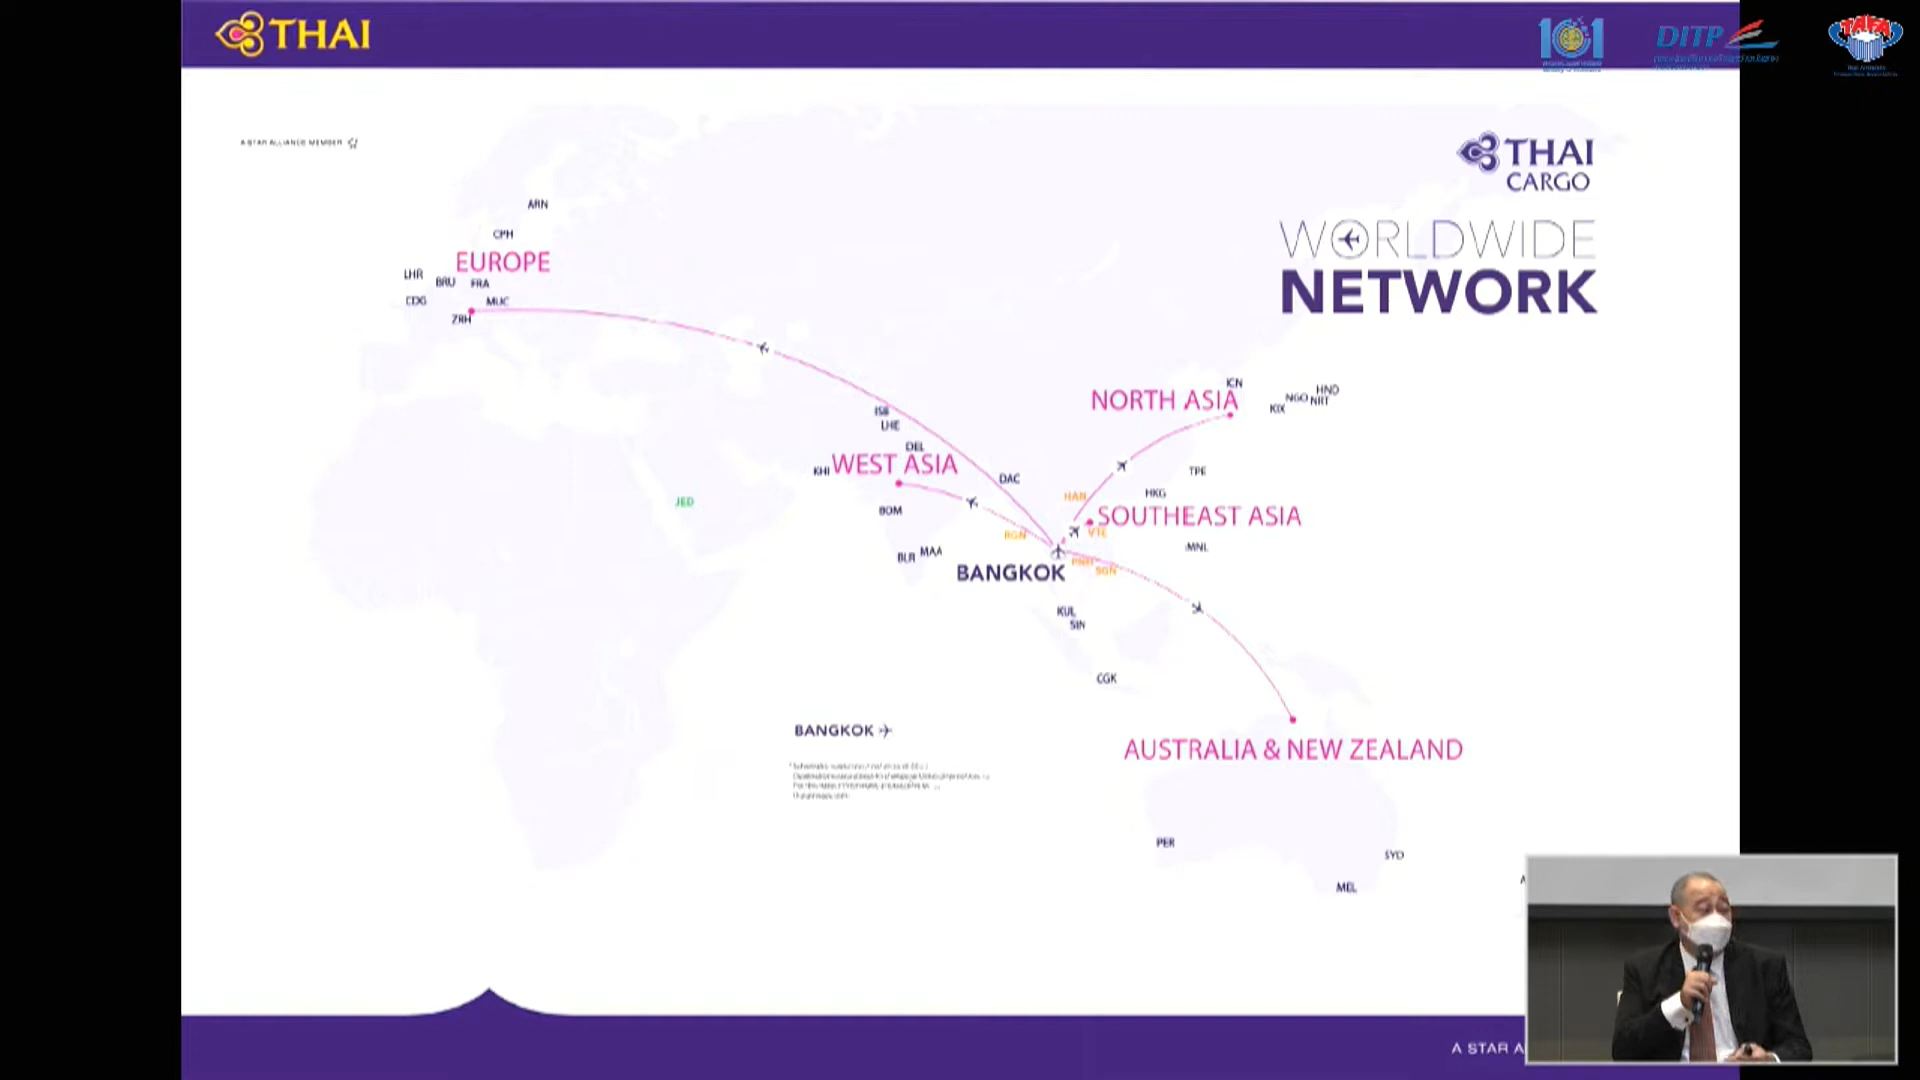 THAI
101
DITP
TAFA
A STAR ALLIANCE MEMBER
THAI
CARGO
WORLDWIDE
NETWORK
ARN
CPH
EUROPE
LHR
BRU
FRA
CDG
MUC
ZRH
ICN
NORTH ASIA
HND
NGO
NRT
KIX
ISB
LHE
DEL
KHI
WEST ASIA
DAC
TPE
JED
HAN
HKG
BOM
SOUTHEAST ASIA
RGN
VTE
MNL
BLR
MAA
PNH
SGN
BANGKOK
KUL
SIN
CGK
BANGKOK
AUSTRALIA & NEW ZEALAND
PER
SYD
MEL
A STAR A